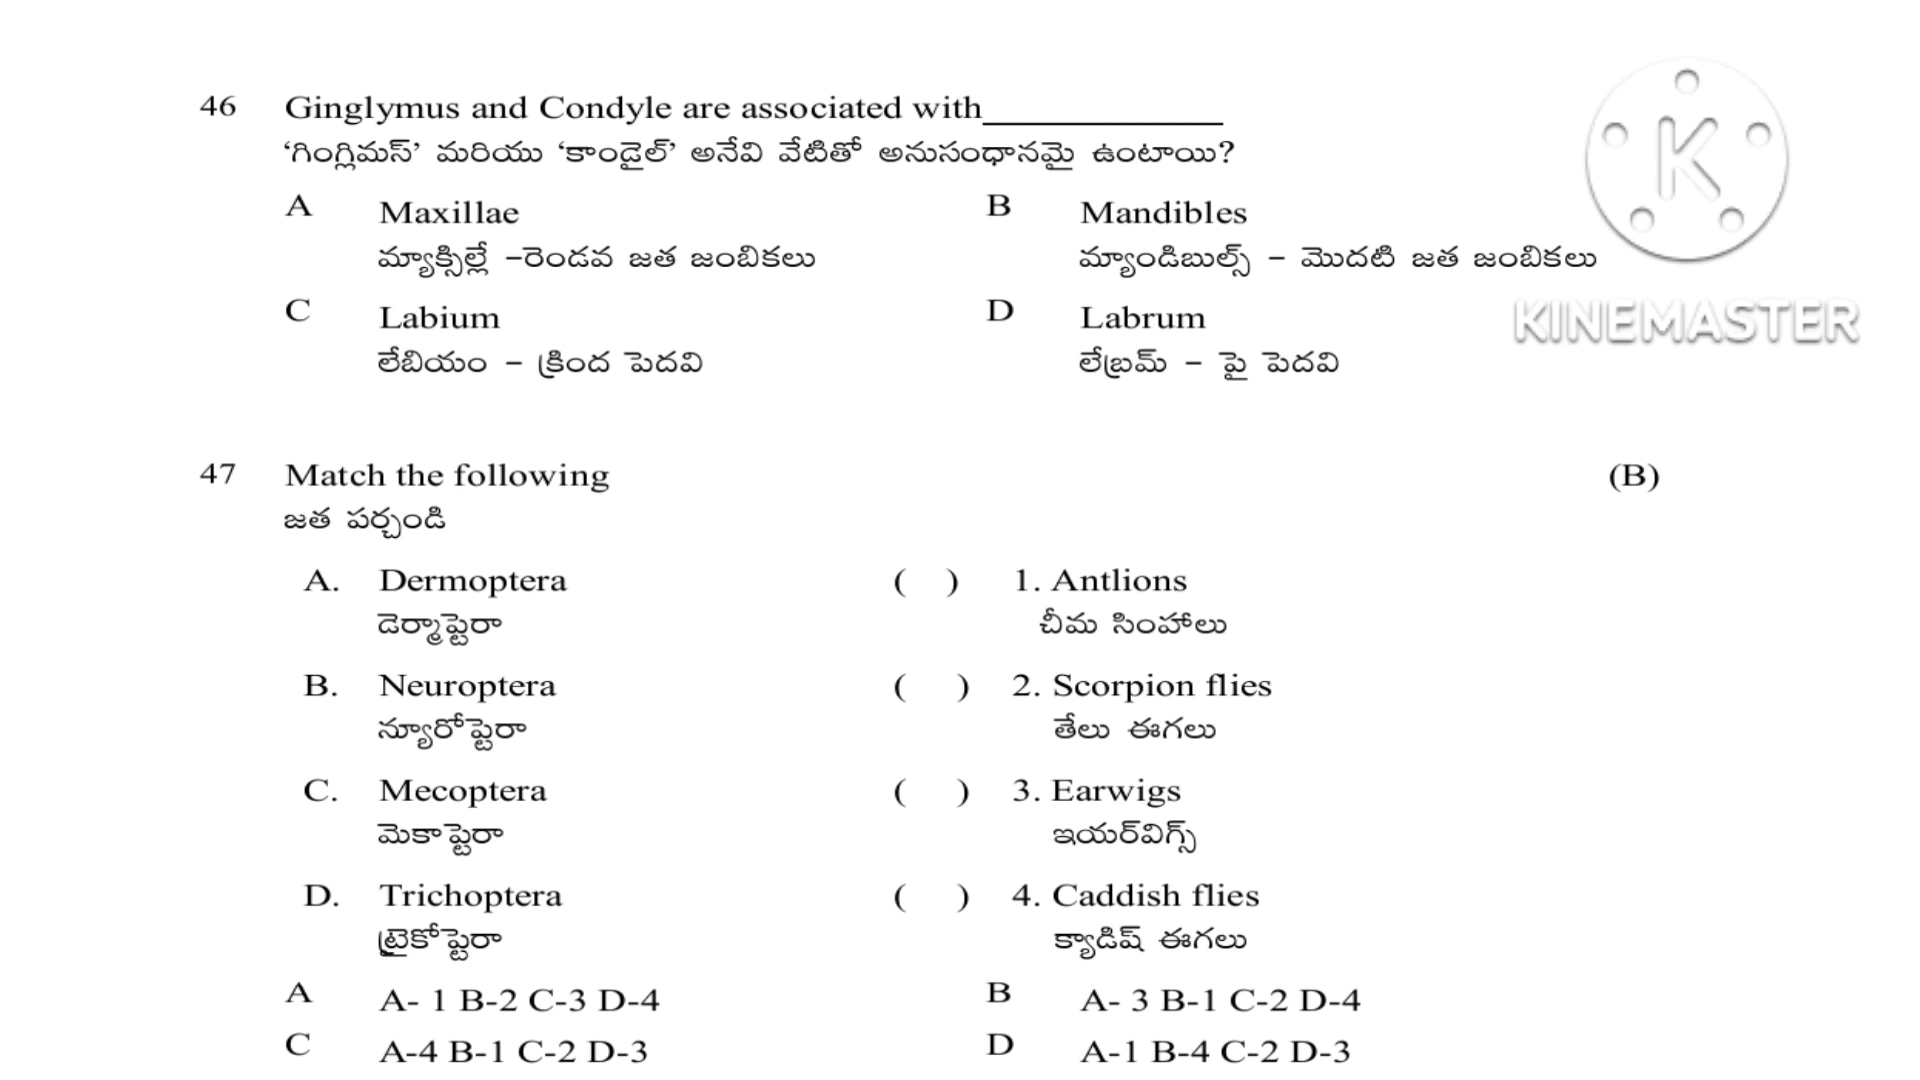 46 Ginglymus and Condyle are associated with____________
‘గింగ్లిమస్’ మరియు ‘కాండైల్’ అనేవి వేటితో అనుసంధానమై ఉంటాయి?
A Maxillae B Mandibles
మ్యాక్సిల్లే –రెండవ జత జంబికలు మ్యాండిబుల్స్ – మొదటి జత జంబికలు
C Labium D Labrum
లేబియం – క్రింద పెదవి లేబ్రమ్ – పై పెదవి
K
KINEMASTER
47 Match the following (B)
జత పర్చండి
A. Dermoptera ( ) 1. Antlions
డెర్మాప్టెరా చీమ సింహాలు
B. Neuroptera ( ) 2. Scorpion flies
న్యూరోప్టెరా తేలు ఈగలు
C. Mecoptera ( ) 3. Earwigs
మెకాప్టెరా ఇయర్‌విగ్స్
D. Trichoptera ( ) 4. Caddish flies
ట్రైకోప్టెరా క్యాడిష్ ఈగలు
A A- 1 B-2 C-3 D-4 B A- 3 B-1 C-2 D-4
C A-4 B-1 C-2 D-3 D A-1 B-4 C-2 D-3